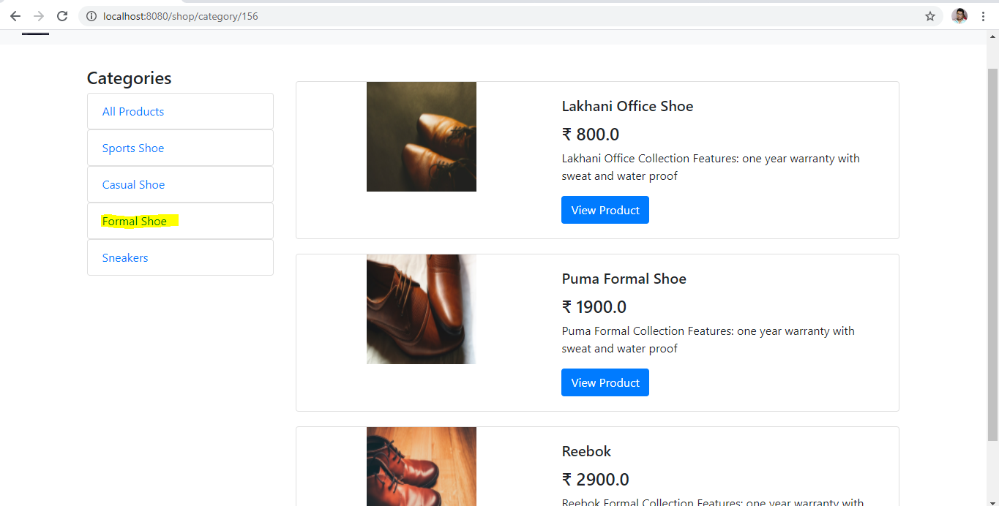 localhost:8080/shop/category/156
Categories
All Products
Sports Shoe
Casual Shoe
Formal Shoe
Sneakers
Lakhani Office Shoe
₹ 800.0
Lakhani Office Collection Features: one year warranty with
sweat and water proof
View Product
Puma Formal Shoe
₹ 1900.0
Puma Formal Collection Features: one year warranty with
sweat and water proof
View Product
Reebok
₹ 2900.0
Reebok Formal Collection Features: one year warranty with